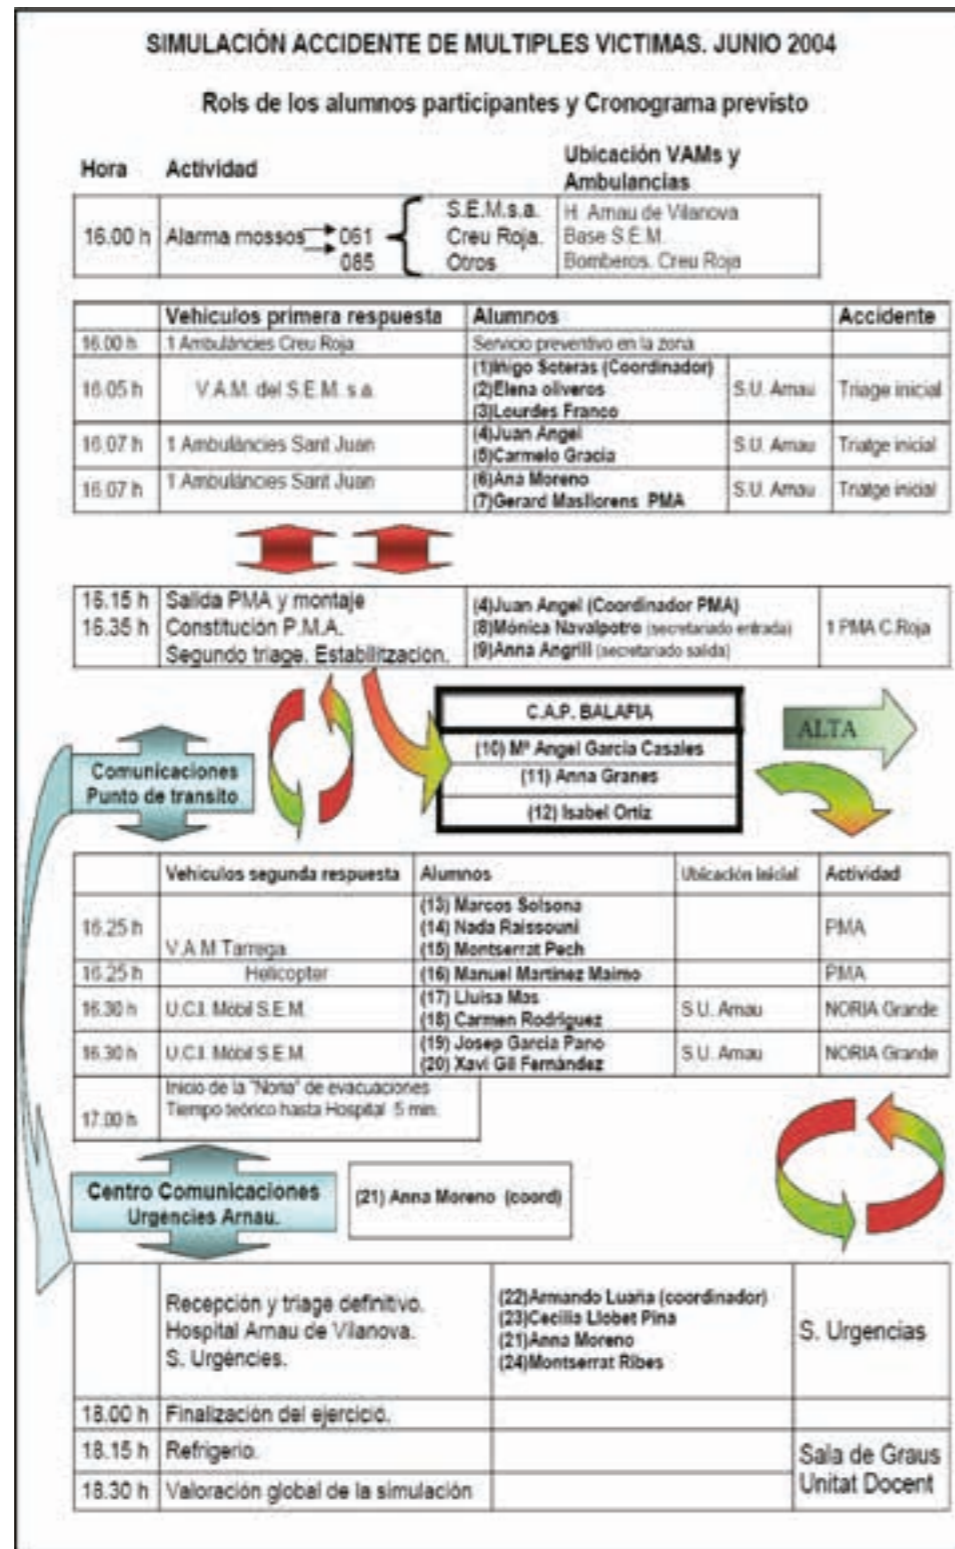 SIMULACIÓN ACCIDENTE DE MULTIPLES VICTIMAS. JUNIO 2004
Rols de los alumnos participantes y Cronograma previsto
Hora Actividad Ubicación VAMs y
Ambulancias
16.00 h Alarma mossos 061 S.E.M.s.a. H. Arnau de Vilanova
Creu Roja. Base S.E.M.
085 Otros Bomberos. Creu Roja
Vehiculos primera respuesta Alumnos Accidente
16.00 h 1 Ambulàncies Creu Roja Servicio preventivo en la zona
16.05 h V.A.M. del S.E.M. s.a. (1)Iñigo Soteras (Coordinador) S.U. Arnau Triage inicial
(2)Elena oliveros
(3)Lourdes Franco
16.07 h 1 Ambulàncies Sant Juan (4)Juan Angel S.U. Arnau Triatge inicial
(5)Carmelo Gracia
16.07 h 1 Ambulàncies Sant Juan (6)Ana Moreno S.U. Arnau Triatge inicial
(7)Gerard Masllorens PMA
16.15 h Salida PMA y montaje (4)Juan Angel (Coordinador PMA)
16.35 h Constitución P.M.A. (8)Mónica Navalpotro (secretariado entrada) 1 PMA C.Roja
Segundo triage. Estabilitzacion. (9)Anna Angrill (secretariado salida)
C.A.P. BALAFIA
ALTA
(10) Mª Angel Garcia Casales
(11) Anna Granes
(12) Isabel Ortiz
Comunicaciones
Punto de transito
Vehiculos segunda respuesta Alumnos Ubicación inicial Actividad
16.25 h V.A.M Tarrega (13) Marcos Solsona PMA
(14) Nada Raissouni
(15) Montserrat Pech
16.25 h Helicopter (16) Manuel Martinez Maimo PMA
16.30 h U.C.I. Mobil S.E.M. (17) Lluisa Mas S.U. Arnau NORIA Grande
(18) Carmen Rodriguez
16.30 h U.C.I. Mobil S.E.M. (19) Josep Garcia Pano S.U. Arnau NORIA Grande
(20) Xavi Gil Fernández
17.00 h Inicio de la "Noria" de evacuaciones
Tiempo teórico hasta Hospital 5 min.
Centro Comunicaciones
Urgencies Arnau.
(21) Anna Moreno (coord)
Recepción y triage definitivo. (22)Armando Luaña (coordinador)
Hospital Arnau de Vilanova. (23)Cecilia Llobet Pina S. Urgencias
S. Urgències. (21)Anna Moreno
(24)Montserrat Ribes
18.00 h Finalización del ejercicio.
18.15 h Refrigerio. Sala de Graus
Unitat Docent
18.30 h Valoración global de la simulación